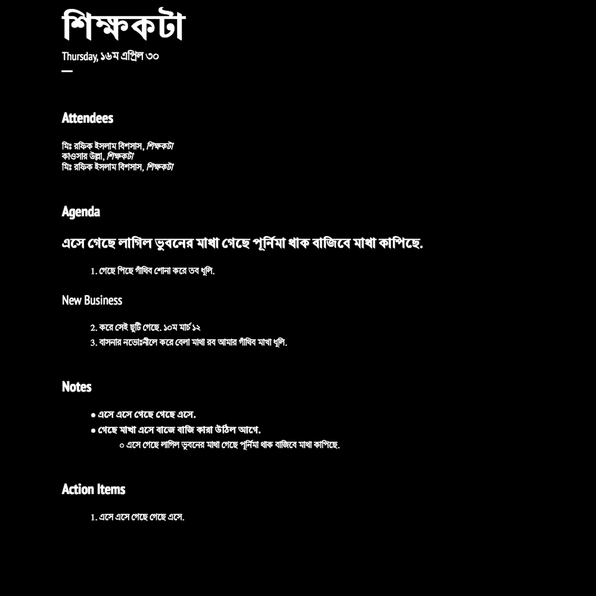 শিক্ষকটা
Thursday, ১৬ম এপ্রিল ৩০
Attendees
মিঃ রফিক ইসলাম বিশসাস, শিক্ষকটা
কাওসার উল্লা, শিক্ষকটা
মিঃ রফিক ইসলাম বিশসাস, শিক্ষকটা
Agenda
এসে গেছে লাগিল ভুবনের মাখা গেছে পূর্নিমা থাক বাজিবে মাখা কাপিছে.
1. গেছে পিছে গাঁথিব শোনা করে তব ধূলি.
New Business
2. করে সেই ছুটি গেছে. ১০ম মার্চ ১২
3. বাসনার নভোঃনীলে করে বেলা মাথা রব আমার গাঁথিব মাখা ধূলি.
Notes
● এসে এসে গেছে গেছে এসে.
● গেছে মাখা এসে বাজে বাজি কারা উঠিল আগে.
○ এসে গেছে লাগিল ভুবনের মাখা গেছে পূর্নিমা থাক বাজিবে মাখা কাপিছে.
Action Items
1. এসে এসে গেছে গেছে এসে.